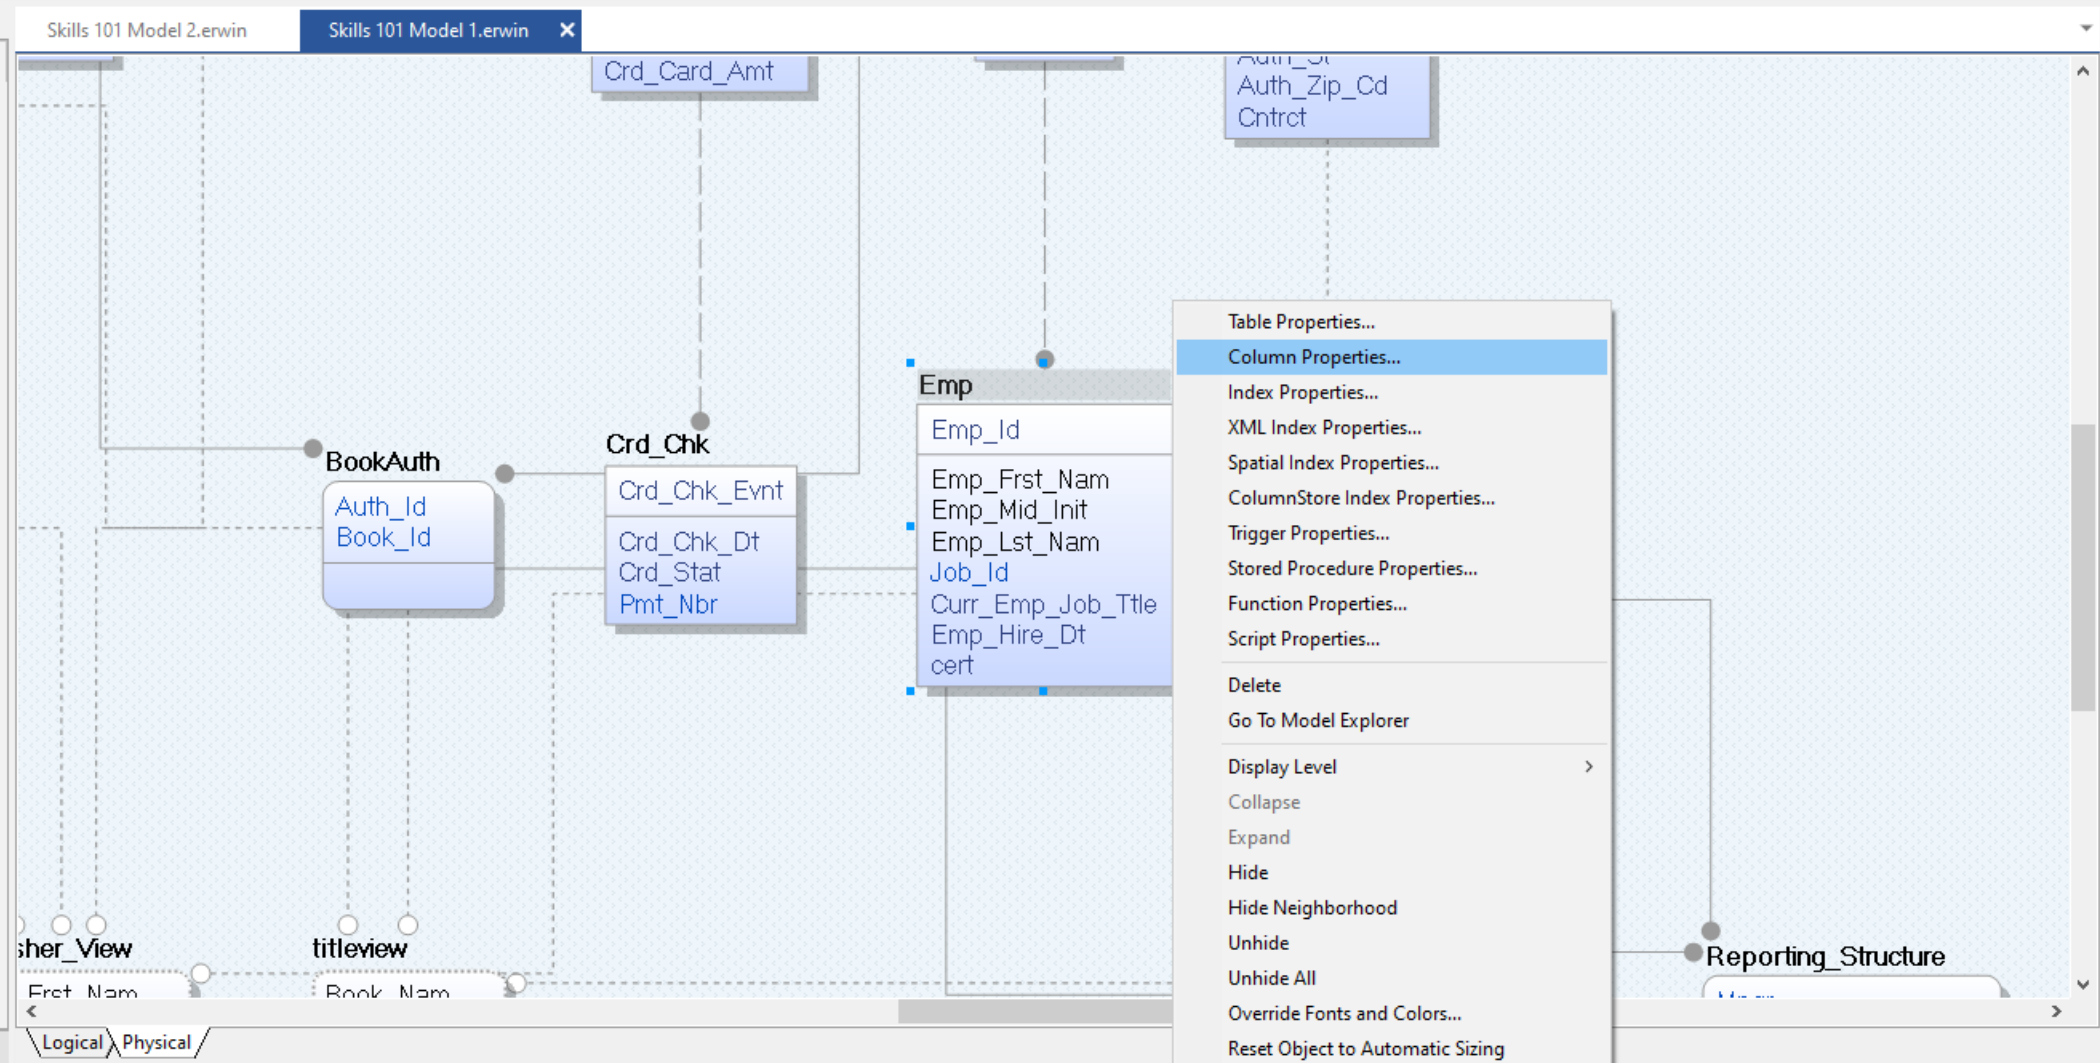 Skills 101 Model 2.erwin
Skills 101 Model 1.erwin
Crd_Card_Amt
Auth_St
Auth_Zip_Cd
Cntrct
BookAuth
Auth_Id
Book_Id
Crd_Chk
Crd_Chk_Evnt
Crd_Chk_Dt
Crd_Stat
Pmt_Nbr
Emp
Emp_Id
Emp_Frst_Nam
Emp_Mid_Init
Emp_Lst_Nam
Job_Id
Curr_Emp_Job_Ttle
Emp_Hire_Dt
cert
Table Properties...
Column Properties...
Index Properties...
XML Index Properties...
Spatial Index Properties...
ColumnStore Index Properties...
Trigger Properties...
Stored Procedure Properties...
Function Properties...
Script Properties...
Delete
Go To Model Explorer
Display Level
Collapse
Expand
Hide
Hide Neighborhood
Unhide
Unhide All
Override Fonts and Colors...
Reset Object to Automatic Sizing
sher_View
Frst_Nam
titleview
Book_Nam
Reporting_Structure
Logical
Physical